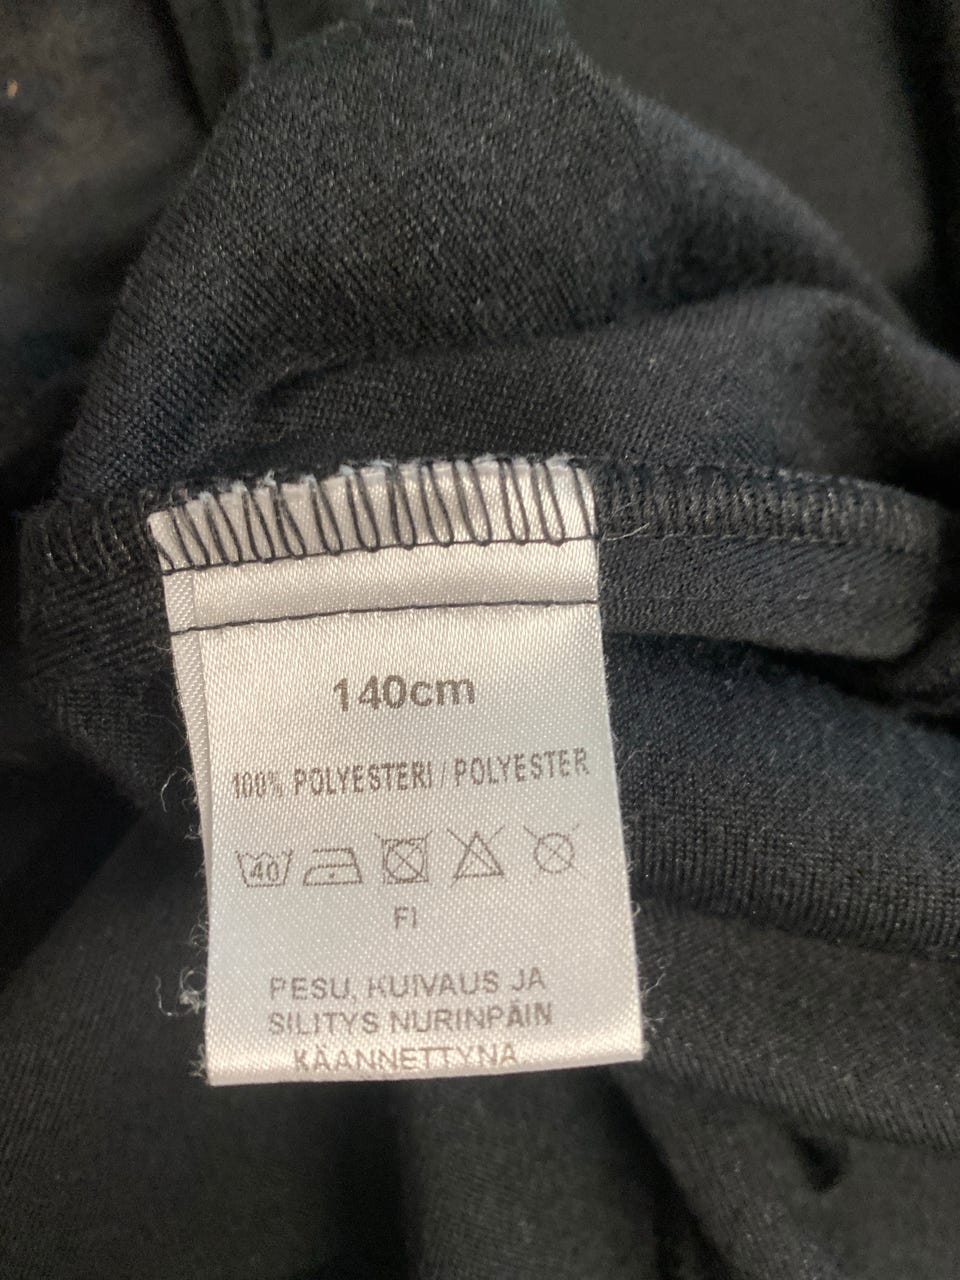 140cm
100% POLYESTERI / POLYESTER
40
FI
PESU, KUIVAUS JA
SILITYS NURINPÄIN
KÄÄNNETTYNÄ.